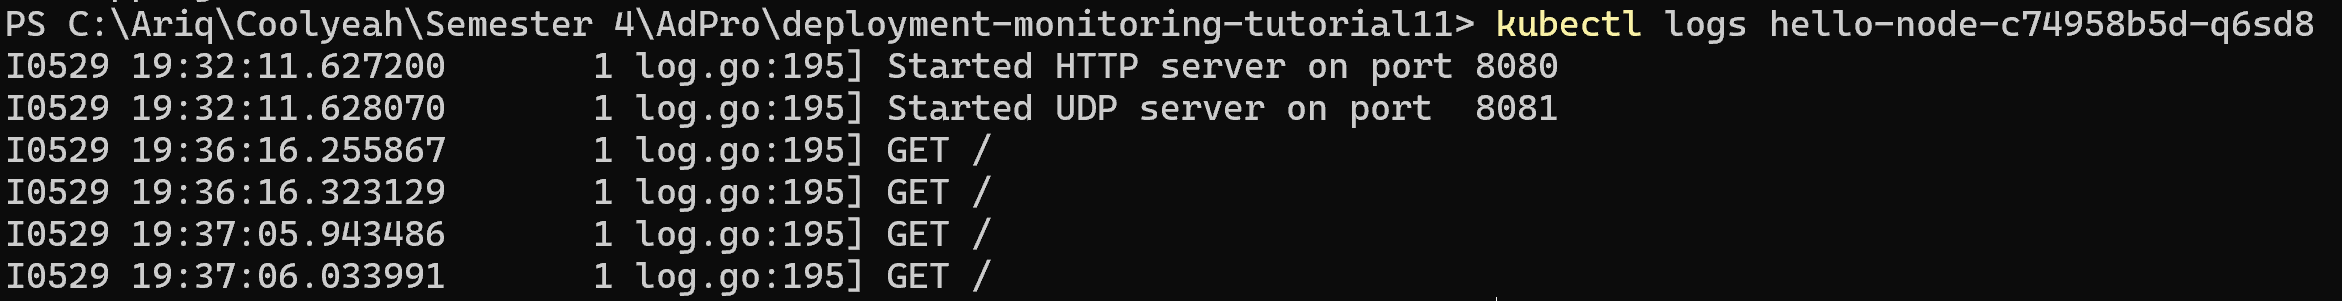 PS C:\Ariq\Coolyeah\Semester 4\AdPro\deployment-monitoring-tutorial11> kubectl logs hello-node-c74958b5d-q6sd8
I0529 19:32:11.627200       1 log.go:195] Started HTTP server on port 8080
I0529 19:32:11.628070       1 log.go:195] Started UDP server on port  8081
I0529 19:36:16.255867       1 log.go:195] GET /
I0529 19:36:16.323129       1 log.go:195] GET /
I0529 19:37:05.943486       1 log.go:195] GET /
I0529 19:37:06.033991       1 log.go:195] GET /